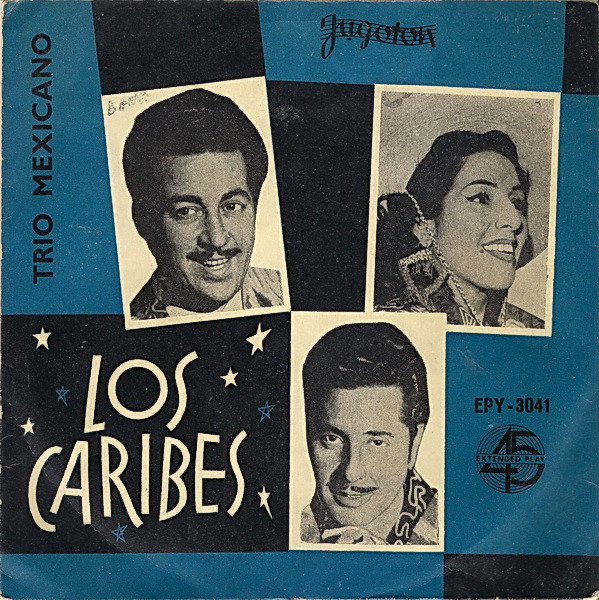 Jugoton
TRIO MEXICANO
LOS
CARIBES
EPY-3041
45
EXTENDED PLAY